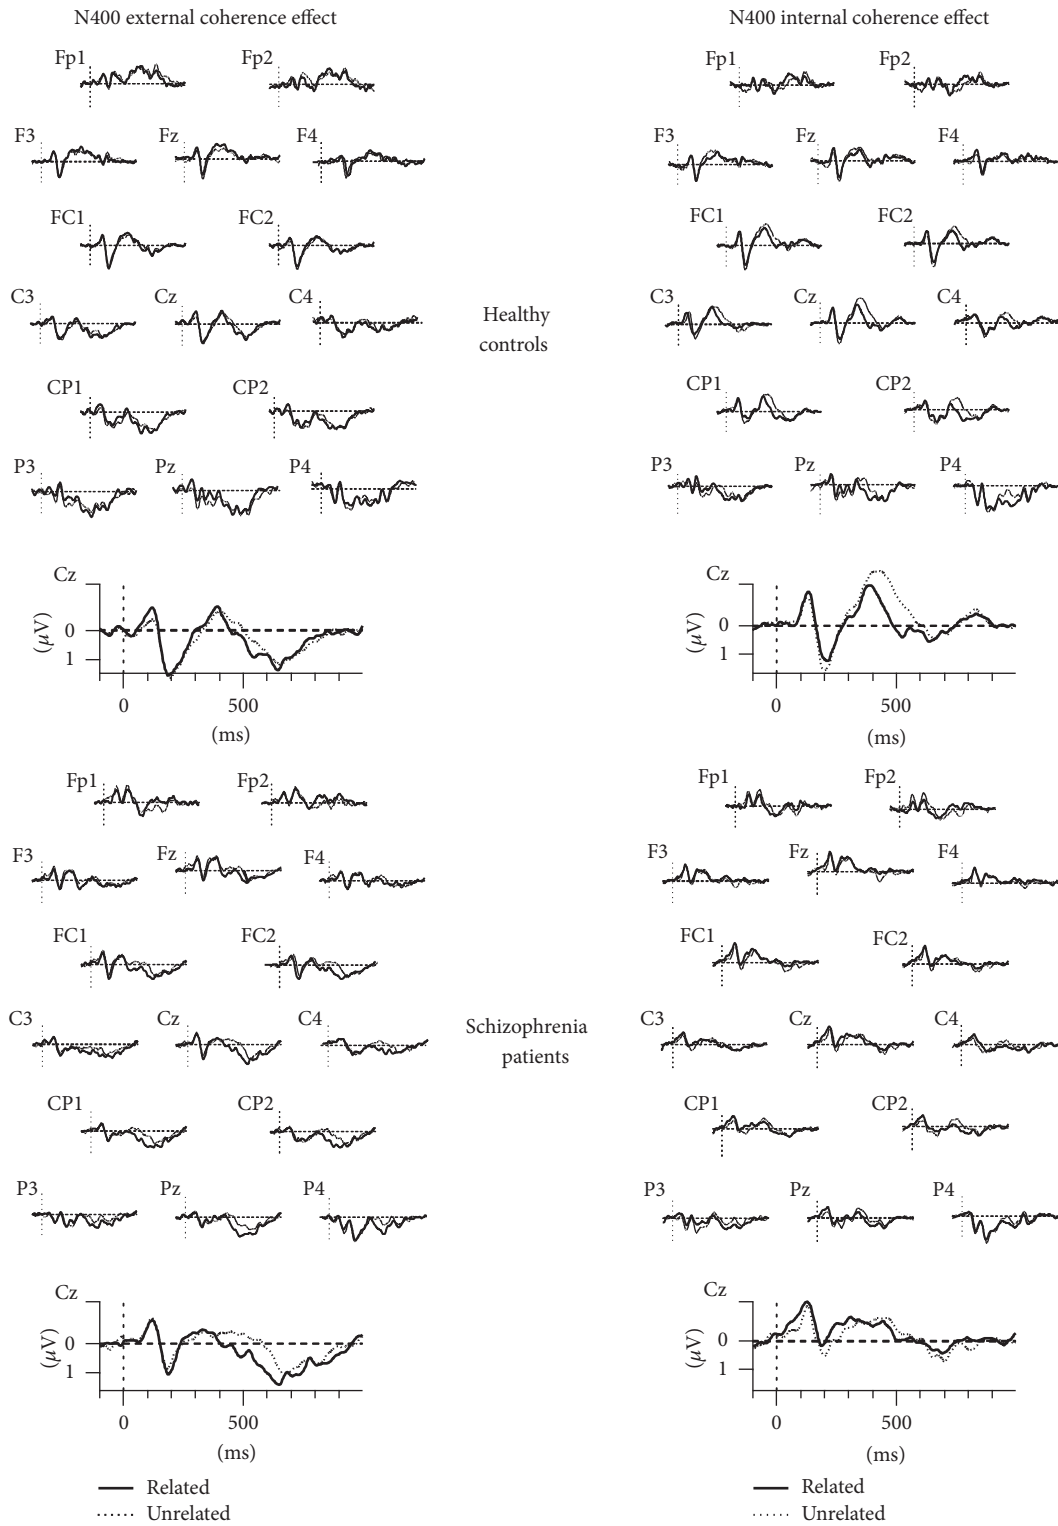 N400 external coherence effect
N400 internal coherence effect
Fp1 Fp2
Fp1 Fp2
F3 Fz F4
F3 Fz F4
FC1 FC2
FC1 FC2
C3 Cz C4
C3 Cz C4
Healthy
controls
CP1 CP2
CP1 CP2
P3 Pz P4
P3 Pz P4
Cz
(μV)
0
1
0 500
(ms)
Cz
(μV)
0
1
0 500
(ms)
Fp1 Fp2
Fp1 Fp2
F3 Fz F4
F3 Fz F4
FC1 FC2
FC1 FC2
C3 Cz C4
C3 Cz C4
Schizophrenia
patients
CP1 CP2
CP1 CP2
P3 Pz P4
P3 Pz P4
Cz
(μV)
0
1
0 500
(ms)
Related
Unrelated
Cz
(μV)
0
1
0 500
(ms)
Related
Unrelated